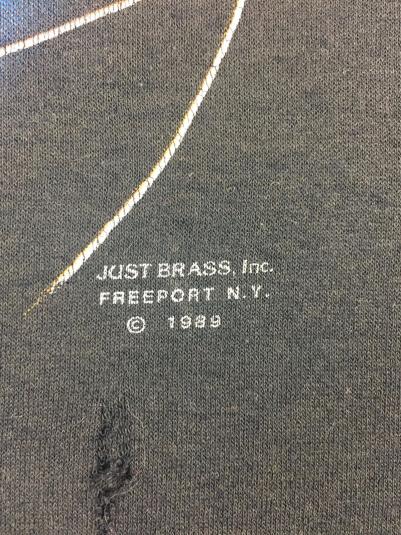 JUST BRASS, Inc.
FREEPORT N.Y.
© 1989